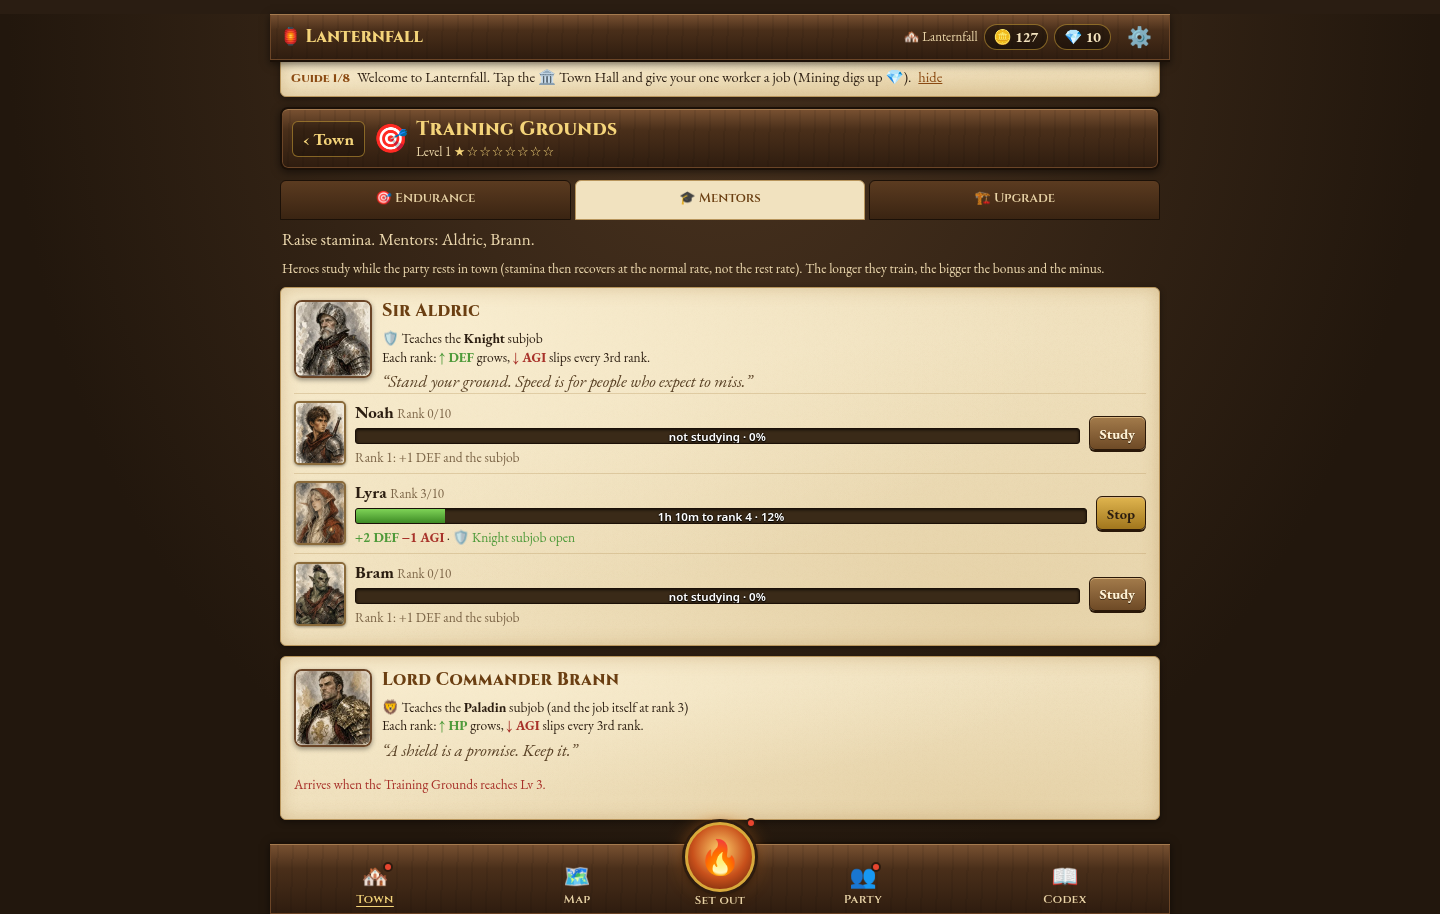 Lanternfall
Lanternfall
127
10
Guide 1/8 Welcome to Lanternfall. Tap the 🏛️ Town Hall and give your one worker a job (Mining digs up 💎). hide
‹ Town
Training Grounds
Level 1 ★☆☆☆☆☆☆☆
Endurance
Mentors
Upgrade
Raise stamina. Mentors: Aldric, Brann.
Heroes study while the party rests in town (stamina then recovers at the normal rate, not the rest rate). The longer they train, the bigger the bonus and the minus.
Sir Aldric
🛡️ Teaches the Knight subjob
Each rank: ↑ DEF grows, ↓ AGI slips every 3rd rank.
“Stand your ground. Speed is for people who expect to miss.”
Noah Rank 0/10
not studying · 0%
Study
Rank 1: +1 DEF and the subjob
Lyra Rank 3/10
1h 10m to rank 4 · 12%
Stop
+2 DEF −1 AGI · 🛡️ Knight subjob open
Bram Rank 0/10
not studying · 0%
Study
Rank 1: +1 DEF and the subjob
Lord Commander Brann
🦁 Teaches the Paladin subjob (and the job itself at rank 3)
Each rank: ↑ HP grows, ↓ AGI slips every 3rd rank.
“A shield is a promise. Keep it.”
Arrives when the Training Grounds reaches Lv 3.
Town
Map
Set out
Party
Codex